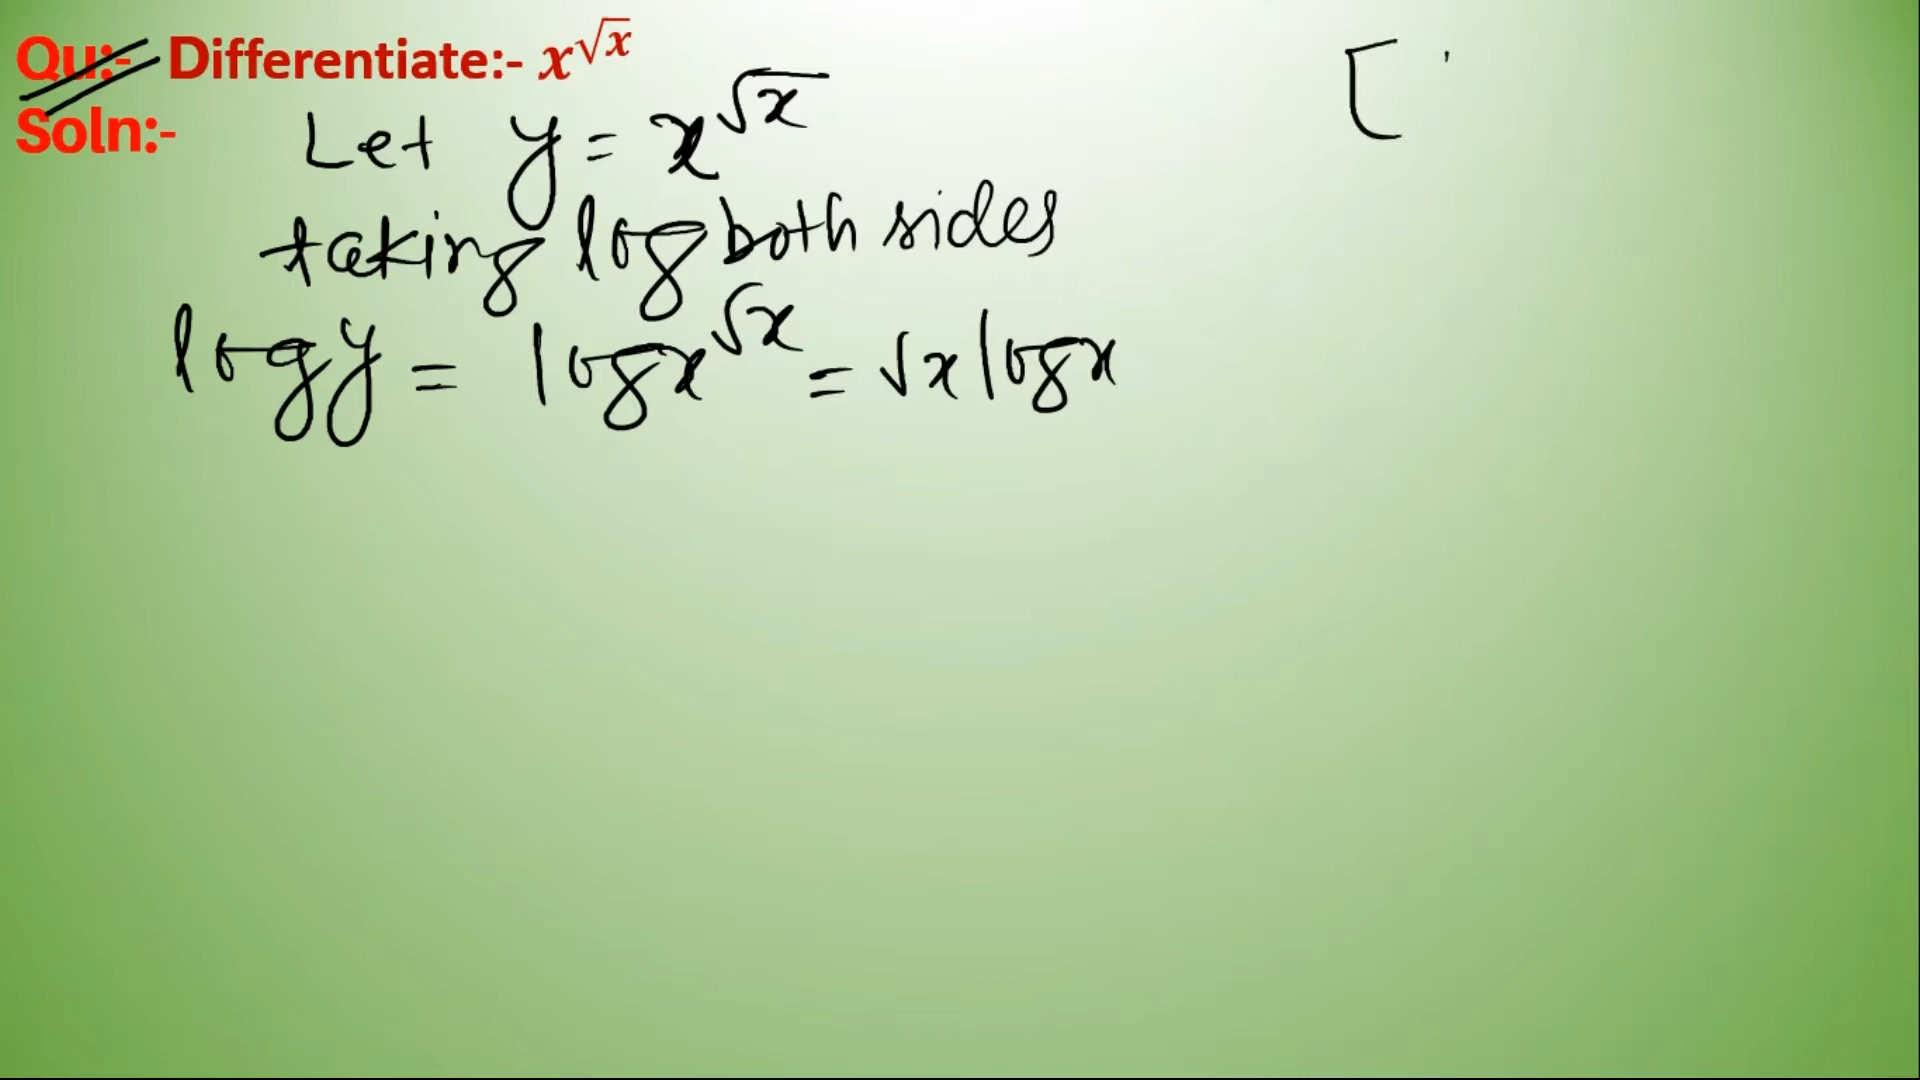 Qu:- Differentiate:- x^√x
Soln:-
Let y = x^√x
taking log both sides
log y = log x^√x = √x log x
[